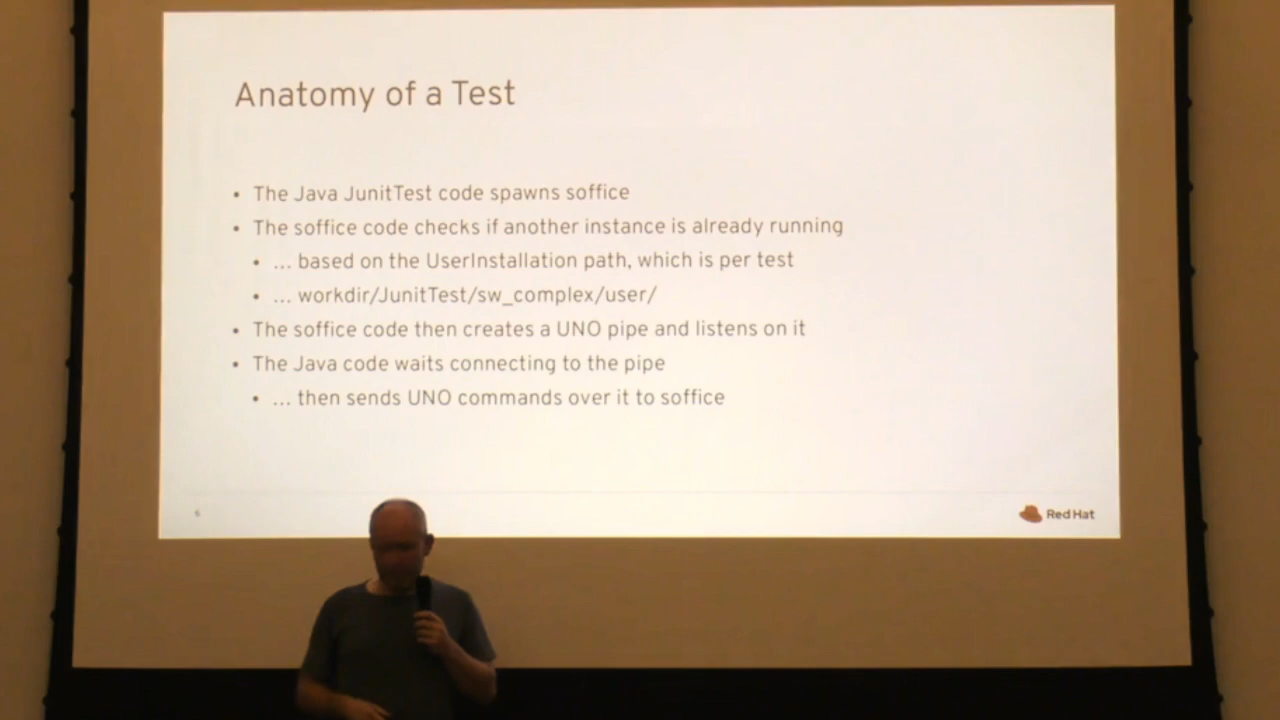 Anatomy of a Test
• The Java JunitTest code spawns soffice
• The soffice code checks if another instance is already running
• ... based on the UserInstallation path, which is per test
• ... workdir/JunitTest/sw_complex/user/
• The soffice code then creates a UNO pipe and listens on it
• The Java code waits connecting to the pipe
• ... then sends UNO commands over it to soffice
6
Red Hat